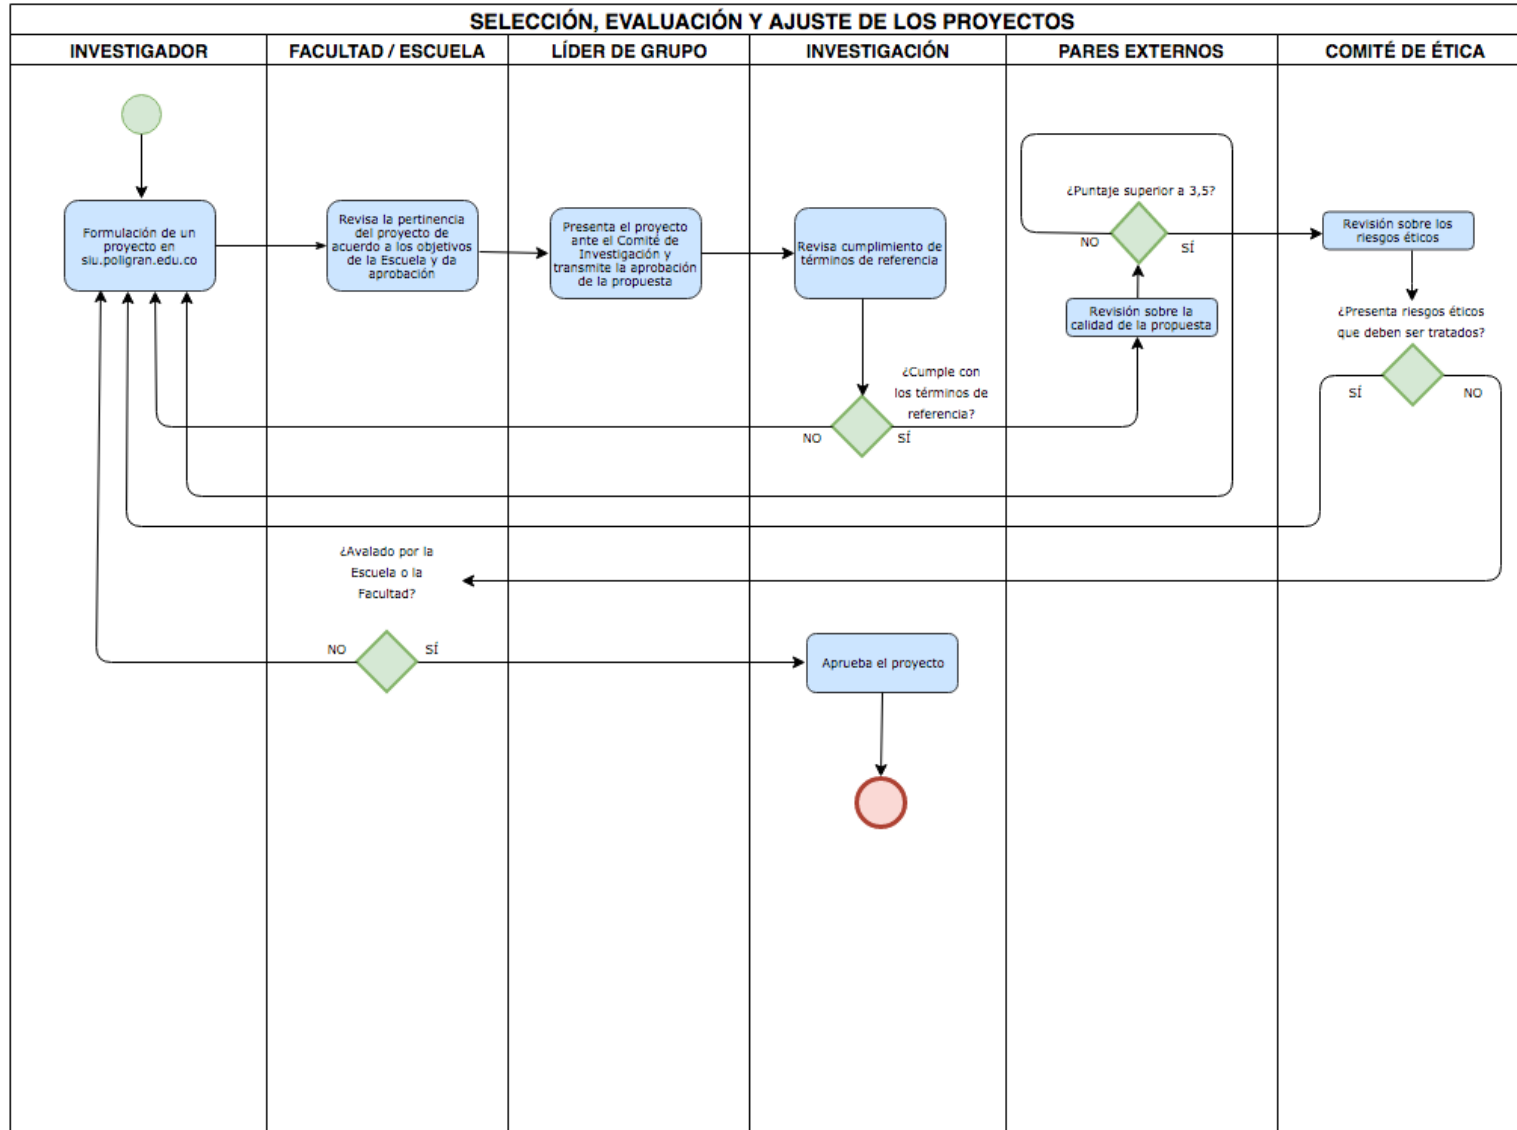 SELECCIÓN, EVALUACIÓN Y AJUSTE DE LOS PROYECTOS
INVESTIGADOR
FACULTAD / ESCUELA
LÍDER DE GRUPO
INVESTIGACIÓN
PARES EXTERNOS
COMITÉ DE ÉTICA
Formulación de un
proyecto en
siu.poligran.edu.co
Revisa la pertinencia
del proyecto de
acuerdo a los objetivos
de la Escuela y da
aprobación
Presenta el proyecto
ante el Comité de
Investigación y
transmite la aprobación
de la propuesta
Revisa cumplimiento de
términos de referencia
¿Cumple con
los términos de
referencia?
NO
SÍ
¿Puntaje superior a 3,5?
NO
SÍ
Revisión sobre la
calidad de la propuesta
Revisión sobre los
riesgos éticos
¿Presenta riesgos éticos
que deben ser tratados?
SÍ
NO
¿Avalado por la
Escuela o la
Facultad?
NO
SÍ
Aprueba el proyecto